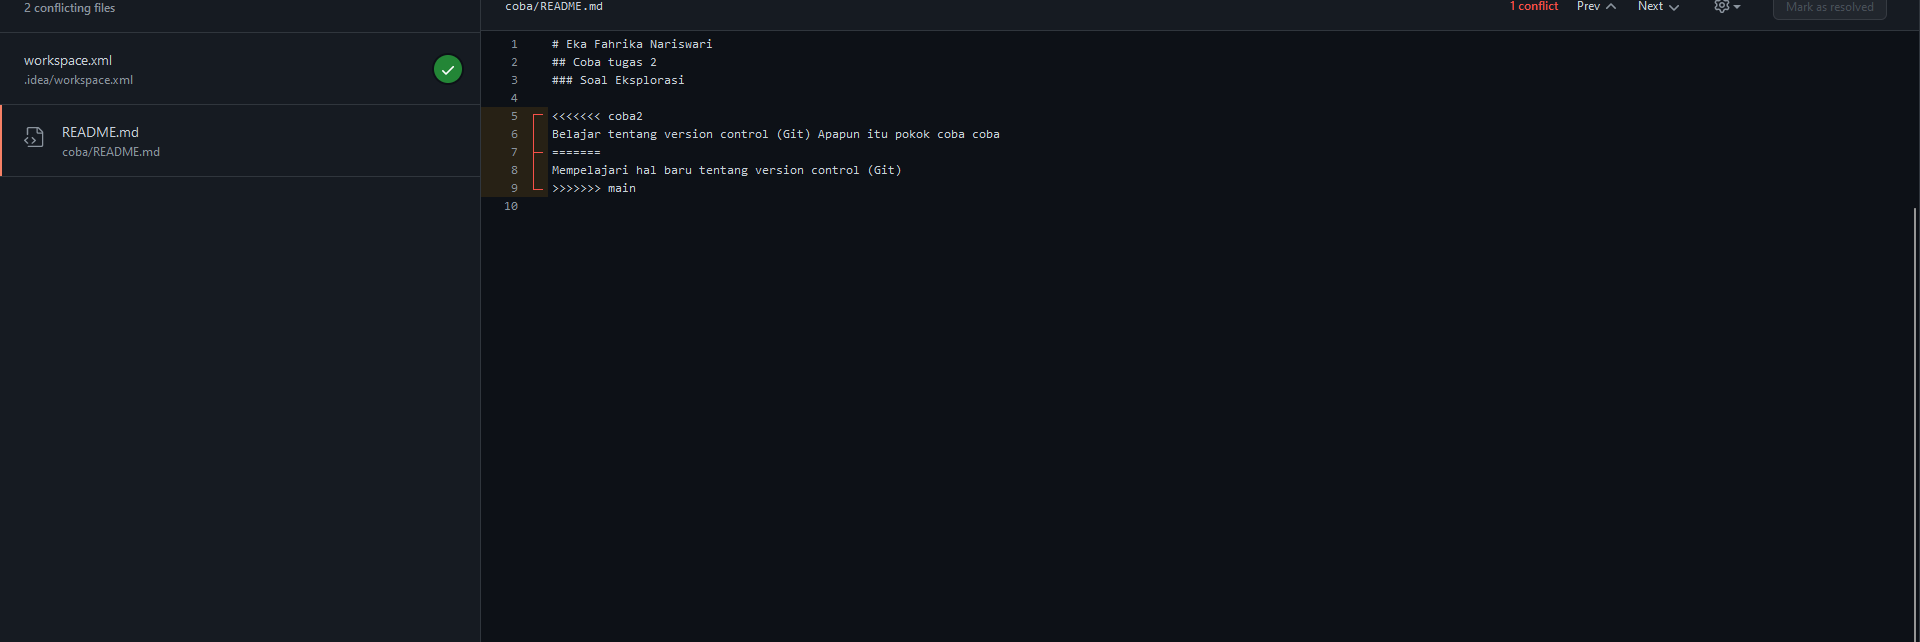 2 conflicting files
workspace.xml
.idea/workspace.xml
README.md
coba/README.md
coba/README.md
1 conflict
Prev
Next
Mark as resolved
1 # Eka Fahrika Nariswari
2 ## Coba tugas 2
3 ### Soal Eksplorasi
4
5 <<<<<<< coba2
6 Belajar tentang version control (Git) Apapun itu pokok coba coba
7 =======
8 Mempelajari hal baru tentang version control (Git)
9 >>>>>>> main
10